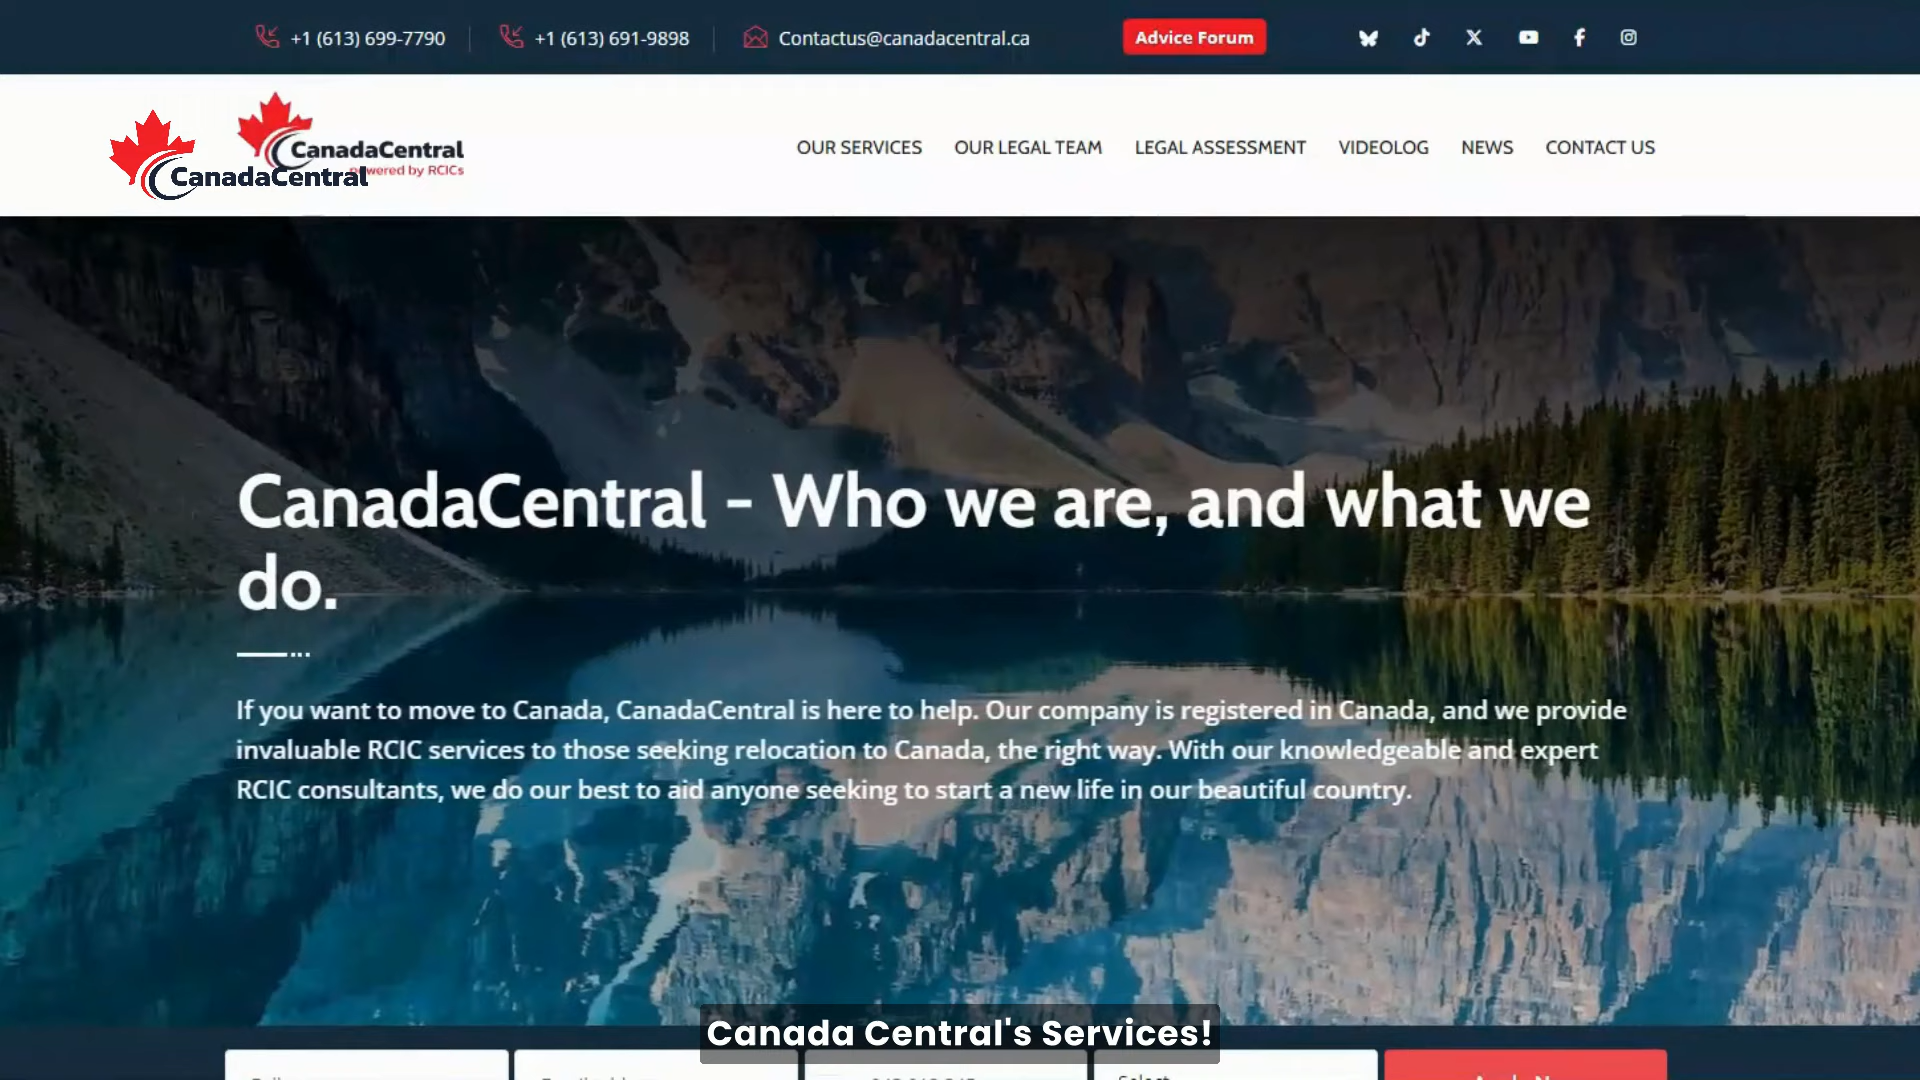 +1 (613) 699-7790
+1 (613) 691-9898
Contactus@canadacentral.ca
Advice Forum
CanadaCentral
powered by RCICs
CanadaCentral
OUR SERVICES
OUR LEGAL TEAM
LEGAL ASSESSMENT
VIDEOLOG
NEWS
CONTACT US
CanadaCentral - Who we are, and what we
do.
If you want to move to Canada, CanadaCentral is here to help. Our company is registered in Canada, and we provide
invaluable RCIC services to those seeking relocation to Canada, the right way. With our knowledgeable and expert
RCIC consultants, we do our best to aid anyone seeking to start a new life in our beautiful country.
Canada Central's Services!
Select